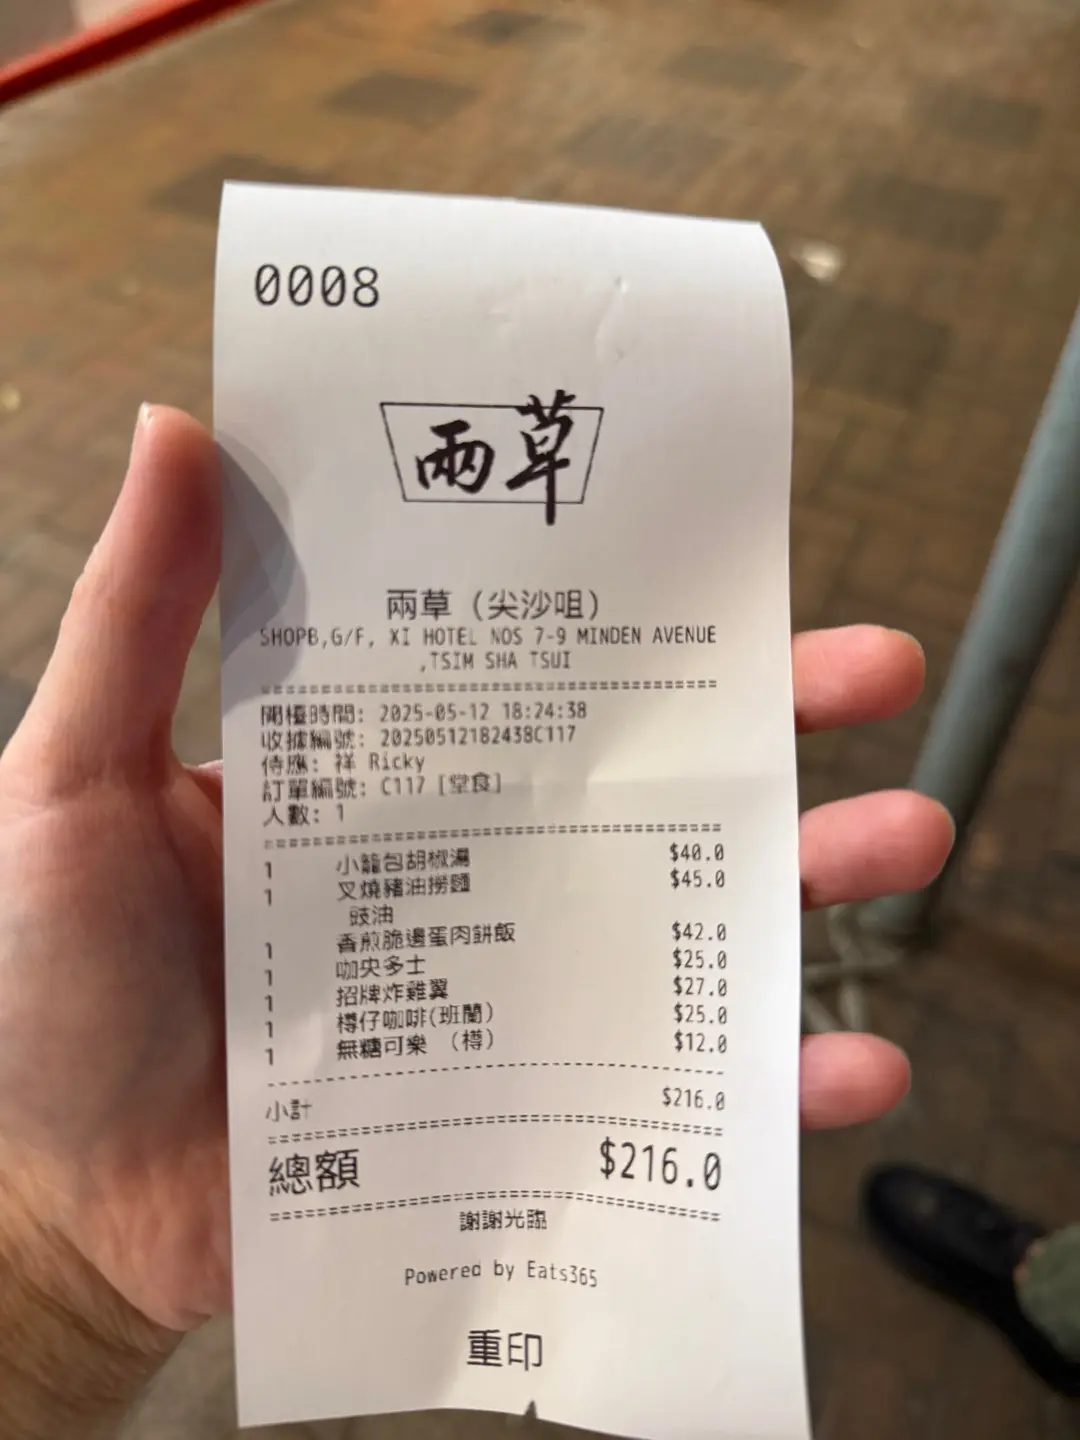 0008
兩草
兩草（尖沙咀）
SHOPB,G/F, XI HOTEL NOS 7-9 MINDEN AVENUE
,TSIM SHA TSUI
開檯時間: 2025-05-12 18:24:38
收據編號: 20250512182438C117
侍應: 祥 Ricky
訂單編號: C117 [堂食]
人數: 1
1 小籠包胡椒湯 $40.0
1 叉燒豬油撈麵 $45.0
豉油
1 香煎脆邊蛋肉餅飯 $42.0
1 咖央多士 $25.0
1 招牌炸雞翼 $27.0
1 樽仔咖啡(班蘭) $25.0
1 無糖可樂 （樽） $12.0
小計 $216.0
總額 $216.0
謝謝光臨
Powered by Eats365
重印